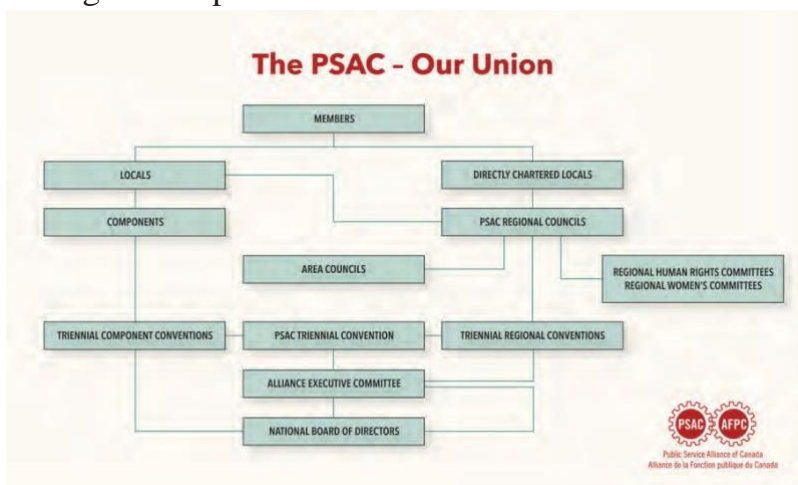 The PSAC – Our Union
MEMBERS
LOCALS
DIRECTLY CHARTERED LOCALS
COMPONENTS
PSAC REGIONAL COUNCILS
AREA COUNCILS
REGIONAL HUMAN RIGHTS COMMITTEES
REGIONAL WOMEN'S COMMITTEES
TRIENNIAL COMPONENT CONVENTIONS
PSAC TRIENNIAL CONVENTION
TRIENNIAL REGIONAL CONVENTIONS
ALLIANCE EXECUTIVE COMMITTEE
NATIONAL BOARD OF DIRECTORS
PSAC AFPC
Public Service Alliance of Canada
Alliance de la Fonction publique du Canada